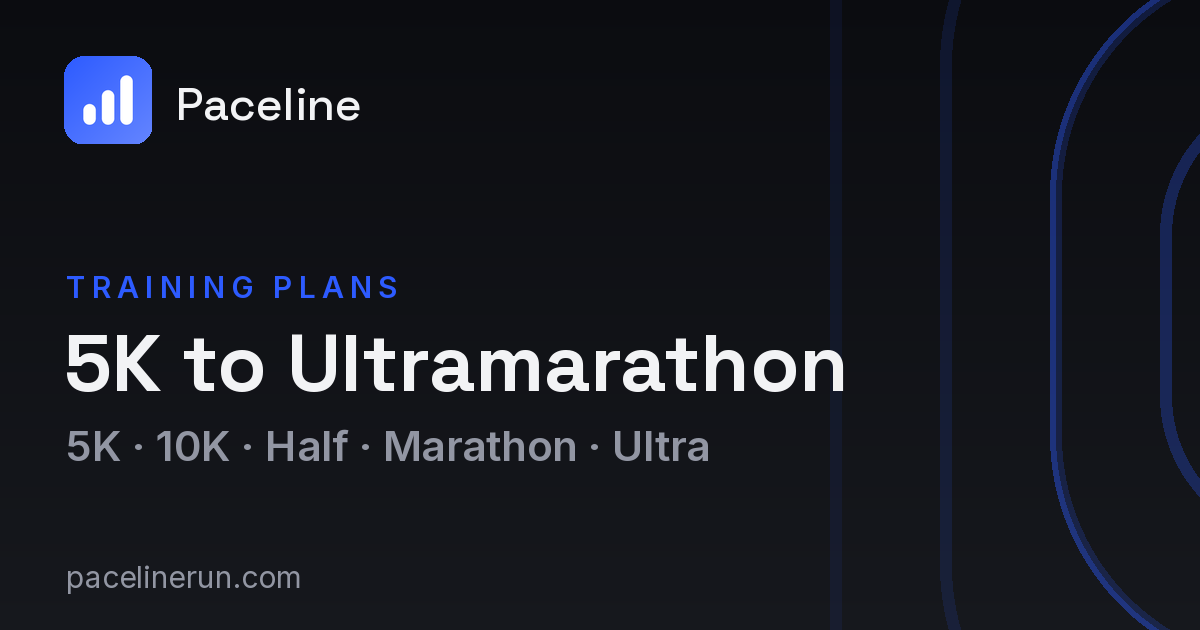 Paceline
TRAINING PLANS
5K to Ultramarathon
5K · 10K · Half · Marathon · Ultra
pacelinerun.com